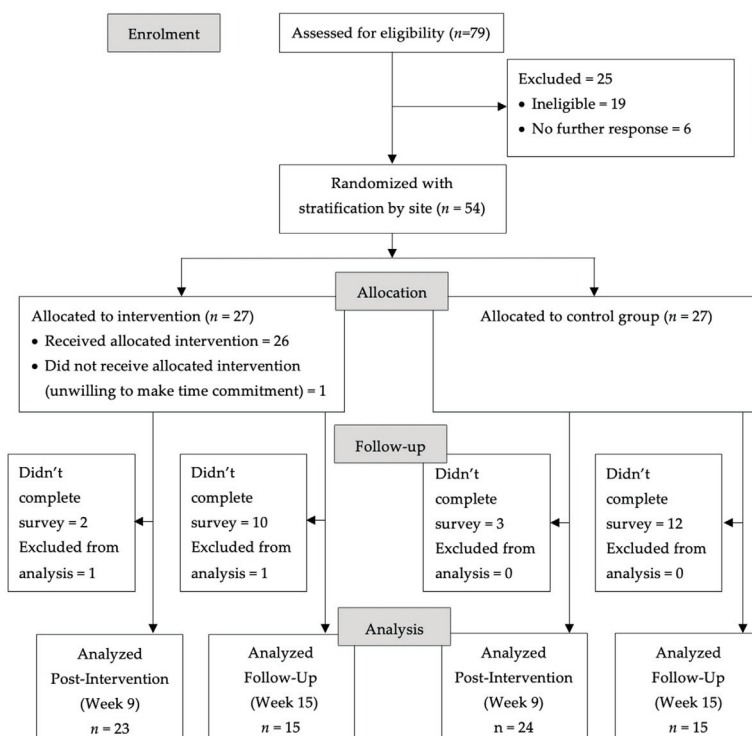 Enrolment
Assessed for eligibility (n=79)
Excluded = 25
• Ineligible = 19
• No further response = 6
Randomized with
stratification by site (n = 54)
Allocation
Allocated to intervention (n = 27)
• Received allocated intervention = 26
• Did not receive allocated intervention
(unwilling to make time commitment) = 1
Allocated to control group (n = 27)
Follow-up
Didn't
complete
survey = 2
Excluded from
analysis = 1
Didn't
complete
survey = 10
Excluded from
analysis = 1
Didn't
complete
survey = 3
Excluded from
analysis = 0
Didn't
complete
survey = 12
Excluded from
analysis = 0
Analysis
Analyzed
Post-Intervention
(Week 9)
n = 23
Analyzed
Follow-Up
(Week 15)
n = 15
Analyzed
Post-Intervention
(Week 9)
n = 24
Analyzed
Follow-Up
(Week 15)
n = 15